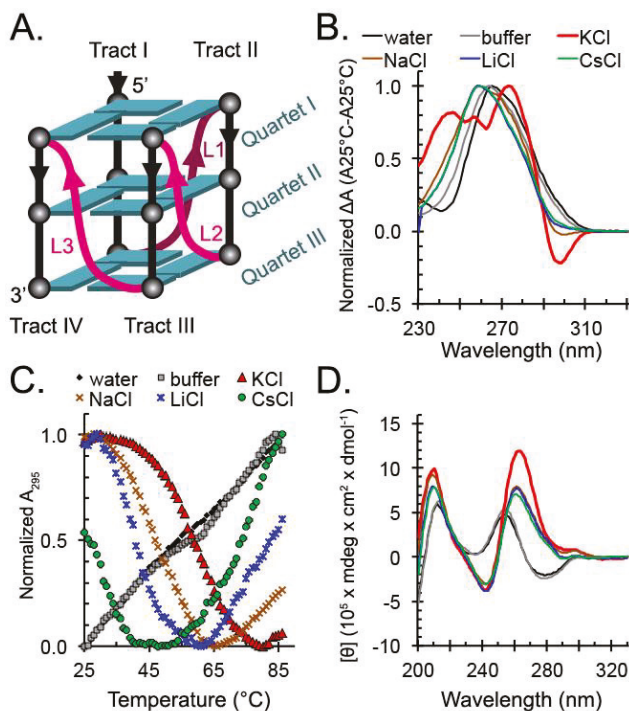 A.
Tract I
Tract II
5’
Quartet I
L1
Quartet II
L3
L2
Quartet III
3’
Tract IV
Tract III
B.
water
buffer
KCl
NaCl
LiCl
CsCl
Normalized ΔA (A25°C-A25°C)
1.0
0.5
0.0
-0.5
230
270
310
Wavelength (nm)
C.
water
buffer
KCl
NaCl
LiCl
CsCl
Normalized A295
1.0
0.5
0.0
25
45
65
85
Temperature (°C)
D.
[θ] (10⁵ x mdeg x cm² x dmol⁻¹)
15
10
5
0
-5
-10
200
240
280
320
Wavelength (nm)